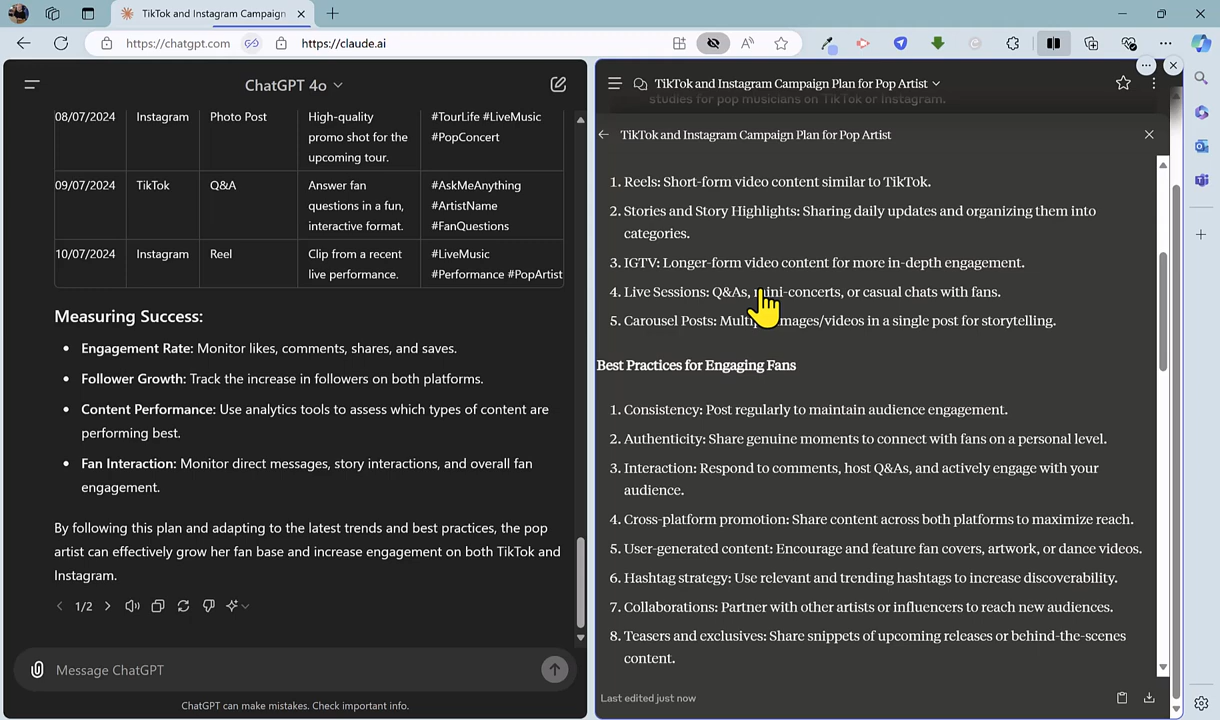 TikTok and Instagram Campaign
https://chatgpt.com
https://claude.ai
ChatGPT 4o
08/07/2024 Instagram Photo Post High-quality #TourLife #LiveMusic
promo shot for the #PopConcert
upcoming tour.
09/07/2024 TikTok Q&A Answer fan #AskMeAnything
questions in a fun, #ArtistName
interactive format. #FanQuestions
10/07/2024 Instagram Reel Clip from a recent #LiveMusic
live performance. #Performance #PopArtist
Measuring Success:
• Engagement Rate: Monitor likes, comments, shares, and saves.
• Follower Growth: Track the increase in followers on both platforms.
• Content Performance: Use analytics tools to assess which types of content are
performing best.
• Fan Interaction: Monitor direct messages, story interactions, and overall fan
engagement.
By following this plan and adapting to the latest trends and best practices, the pop
artist can effectively grow her fan base and increase engagement on both TikTok and
Instagram.
1/2
Message ChatGPT
ChatGPT can make mistakes. Check important info.
TikTok and Instagram Campaign Plan for Pop Artist
studies for pop musicians on TikTok or Instagram.
TikTok and Instagram Campaign Plan for Pop Artist
1. Reels: Short-form video content similar to TikTok.
2. Stories and Story Highlights: Sharing daily updates and organizing them into
categories.
3. IGTV: Longer-form video content for more in-depth engagement.
4. Live Sessions: Q&As, mini-concerts, or casual chats with fans.
5. Carousel Posts: images/videos in a single post for storytelling.
Best Practices for Engaging Fans
1. Consistency: Post regularly to maintain audience engagement.
2. Authenticity: Share genuine moments to connect with fans on a personal level.
3. Interaction: Respond to comments, host Q&As, and actively engage with your
audience.
4. Cross-platform promotion: Share content across both platforms to maximize reach.
5. User-generated content: Encourage and feature fan covers, artwork, or dance videos.
6. Hashtag strategy: Use relevant and trending hashtags to increase discoverability.
7. Collaborations: Partner with other artists or influencers to reach new audiences.
8. Teasers and exclusives: Share snippets of upcoming releases or behind-the-scenes
content.
Last edited just now